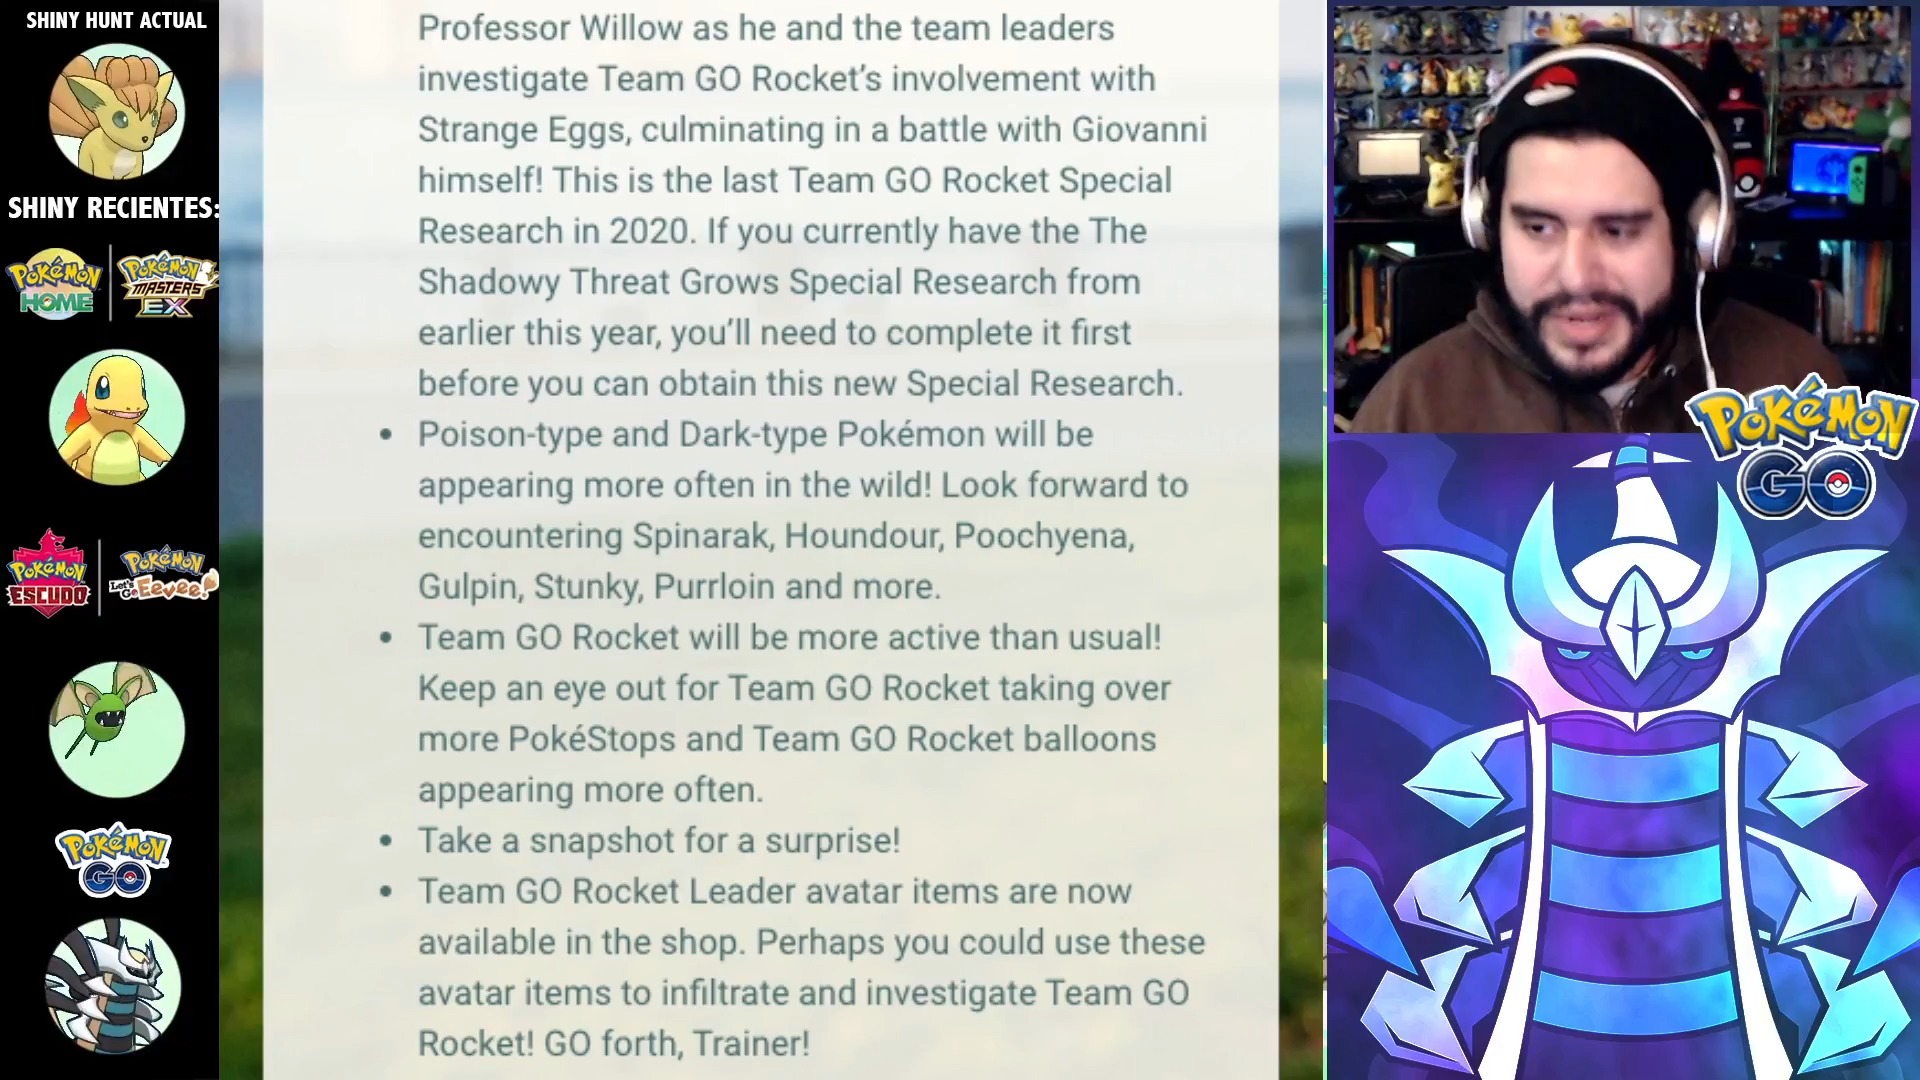 SHINY HUNT ACTUAL
SHINY RECIENTES:
POKÉMON HOME
POKÉMON MASTERS EX
POKÉMON ESCUDO
POKÉMON Let's Go Eevee!
POKÉMON GO
Professor Willow as he and the team leaders
investigate Team GO Rocket’s involvement with
Strange Eggs, culminating in a battle with Giovanni
himself! This is the last Team GO Rocket Special
Research in 2020. If you currently have the The
Shadowy Threat Grows Special Research from
earlier this year, you’ll need to complete it first
before you can obtain this new Special Research.
• Poison-type and Dark-type Pokémon will be
appearing more often in the wild! Look forward to
encountering Spinarak, Houndour, Poochyena,
Gulpin, Stunky, Purrloin and more.
• Team GO Rocket will be more active than usual!
Keep an eye out for Team GO Rocket taking over
more PokéStops and Team GO Rocket balloons
appearing more often.
• Take a snapshot for a surprise!
• Team GO Rocket Leader avatar items are now
available in the shop. Perhaps you could use these
avatar items to infiltrate and investigate Team GO
Rocket! GO forth, Trainer!
POKÉMON
GO